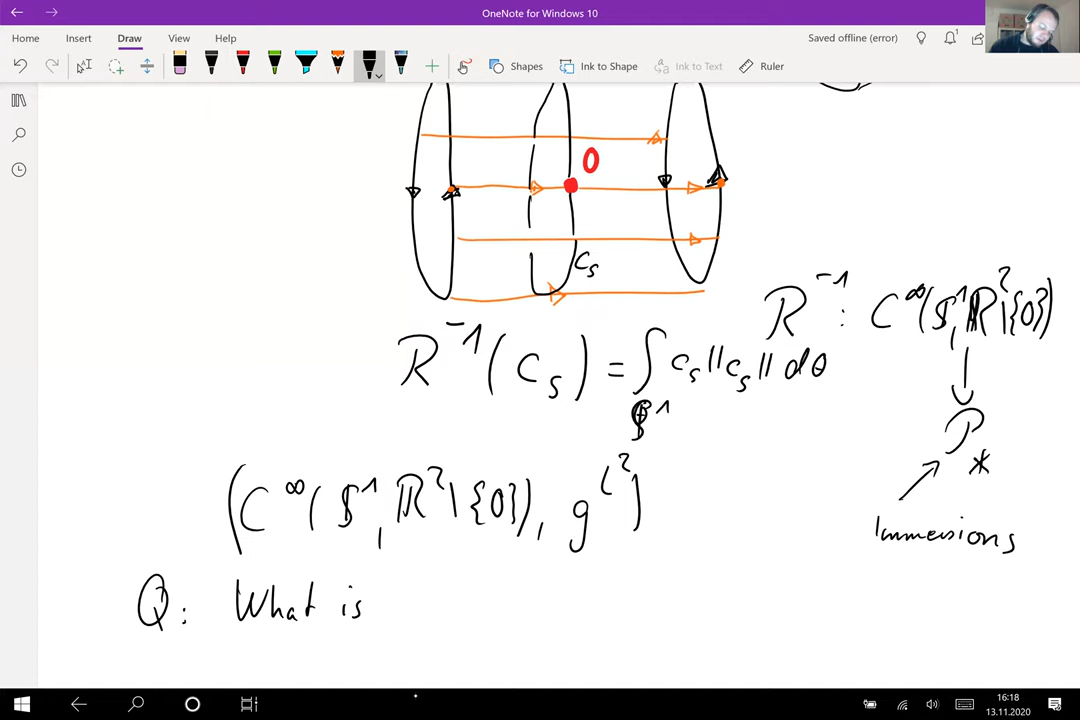 OneNote for Windows 10
Home Insert Draw View Help
Saved offline (error)
Shapes Ink to Shape Ink to Text Ruler
0
C_s
R^{-1}: C^∞(S^1, R^2\{0})
R^{-1}(C_s) = ∫_{S^1} c_s ||c_s|| dθ
P_*
(C^∞(S^1, R^2\{0}), g^{L^2})
Immersions
Q: What is
16:18
13.11.2020